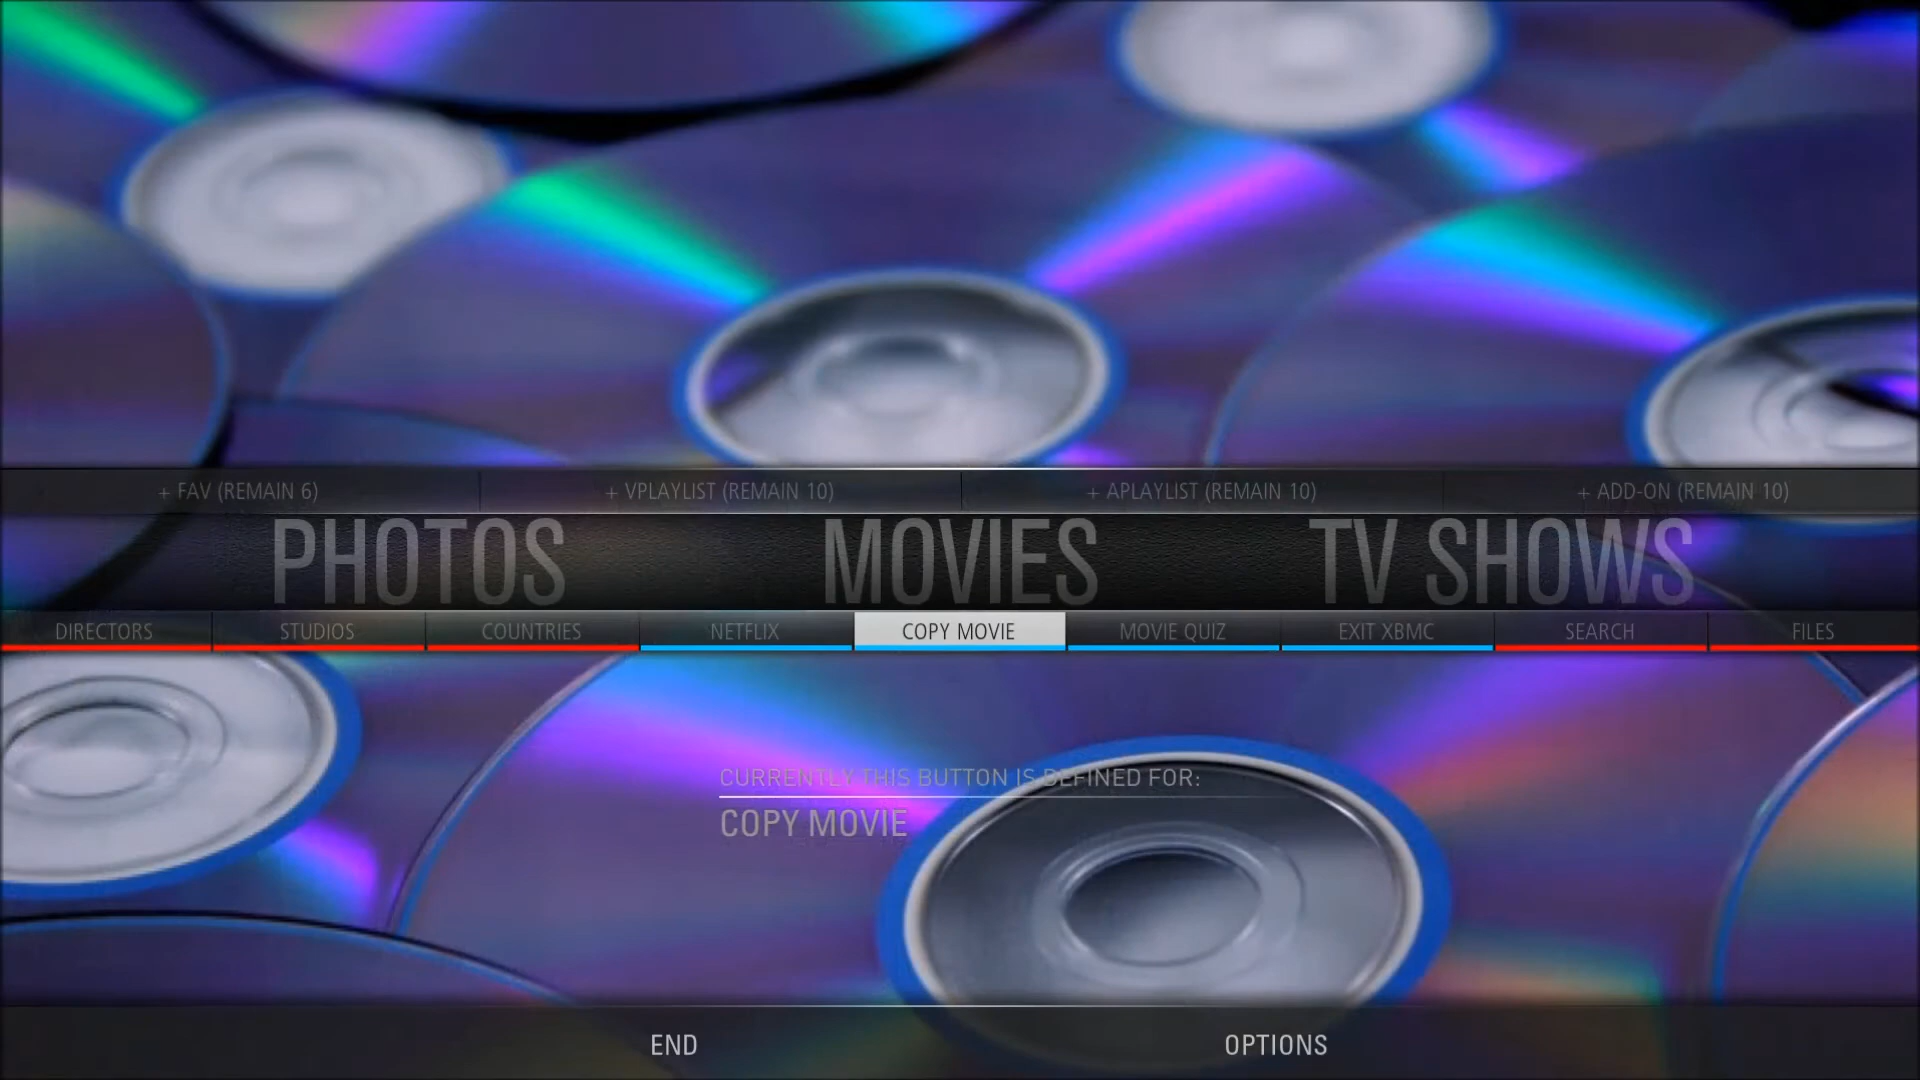 + FAV (REMAIN 6) + VPLAYLIST (REMAIN 10) + APLAYLIST (REMAIN 10) + ADD-ON (REMAIN 10)
PHOTOS MOVIES TV SHOWS
DIRECTORS STUDIOS COUNTRIES NETFLIX COPY MOVIE MOVIE QUIZ EXIT XBMC SEARCH FILES
CURRENTLY THIS BUTTON IS DEFINED FOR:
COPY MOVIE
END OPTIONS